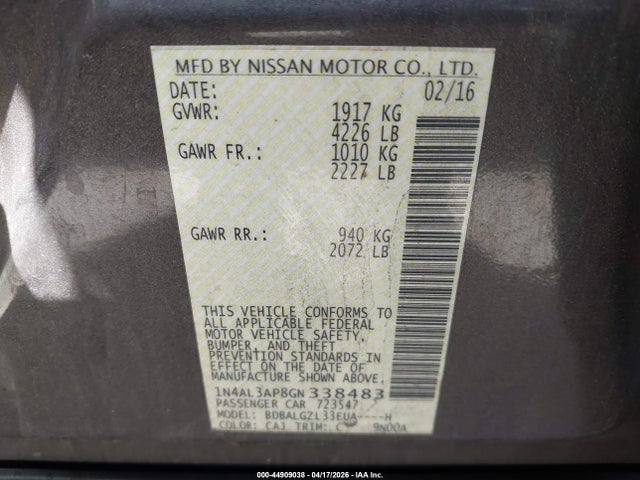 MFD BY NISSAN MOTOR CO., LTD.
DATE: 02/16
GVWR: 1917 KG
4226 LB
GAWR FR.: 1010 KG
2227 LB
GAWR RR.: 940 KG
2072 LB
THIS VEHICLE CONFORMS TO
ALL APPLICABLE FEDERAL
MOTOR VEHICLE SAFETY,
BUMPER, AND THEFT
PREVENTION STANDARDS IN
EFFECT ON THE DATE OF
MANUFACTURE SHOWN ABOVE.
1N4AL3AP8GN 338483
PASSENGER CAR 723547
MODEL: BDBALGZL33EUA----H
COLOR: CAJ TRIM: C 9N00A
000-44909038 - 04/17/2026 - IAA Inc.